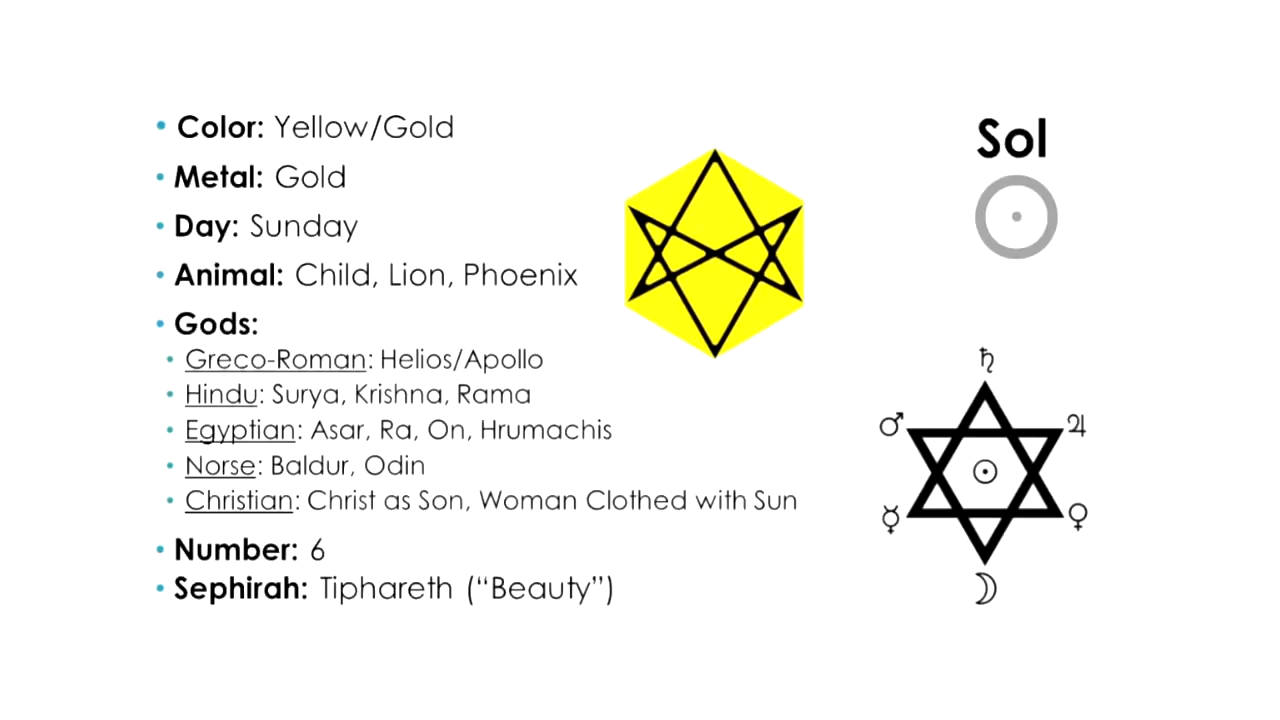 • Color: Yellow/Gold
• Metal: Gold
• Day: Sunday
• Animal: Child, Lion, Phoenix
• Gods:
• Greco-Roman: Helios/Apollo
• Hindu: Surya, Krishna, Rama
• Egyptian: Asar, Ra, On, Hrumachis
• Norse: Baldur, Odin
• Christian: Christ as Son, Woman Clothed with Sun
• Number: 6
• Sephirah: Tiphareth (“Beauty”)
Sol
☉
♄
♂ ♃
☉
☿ ♀
☽